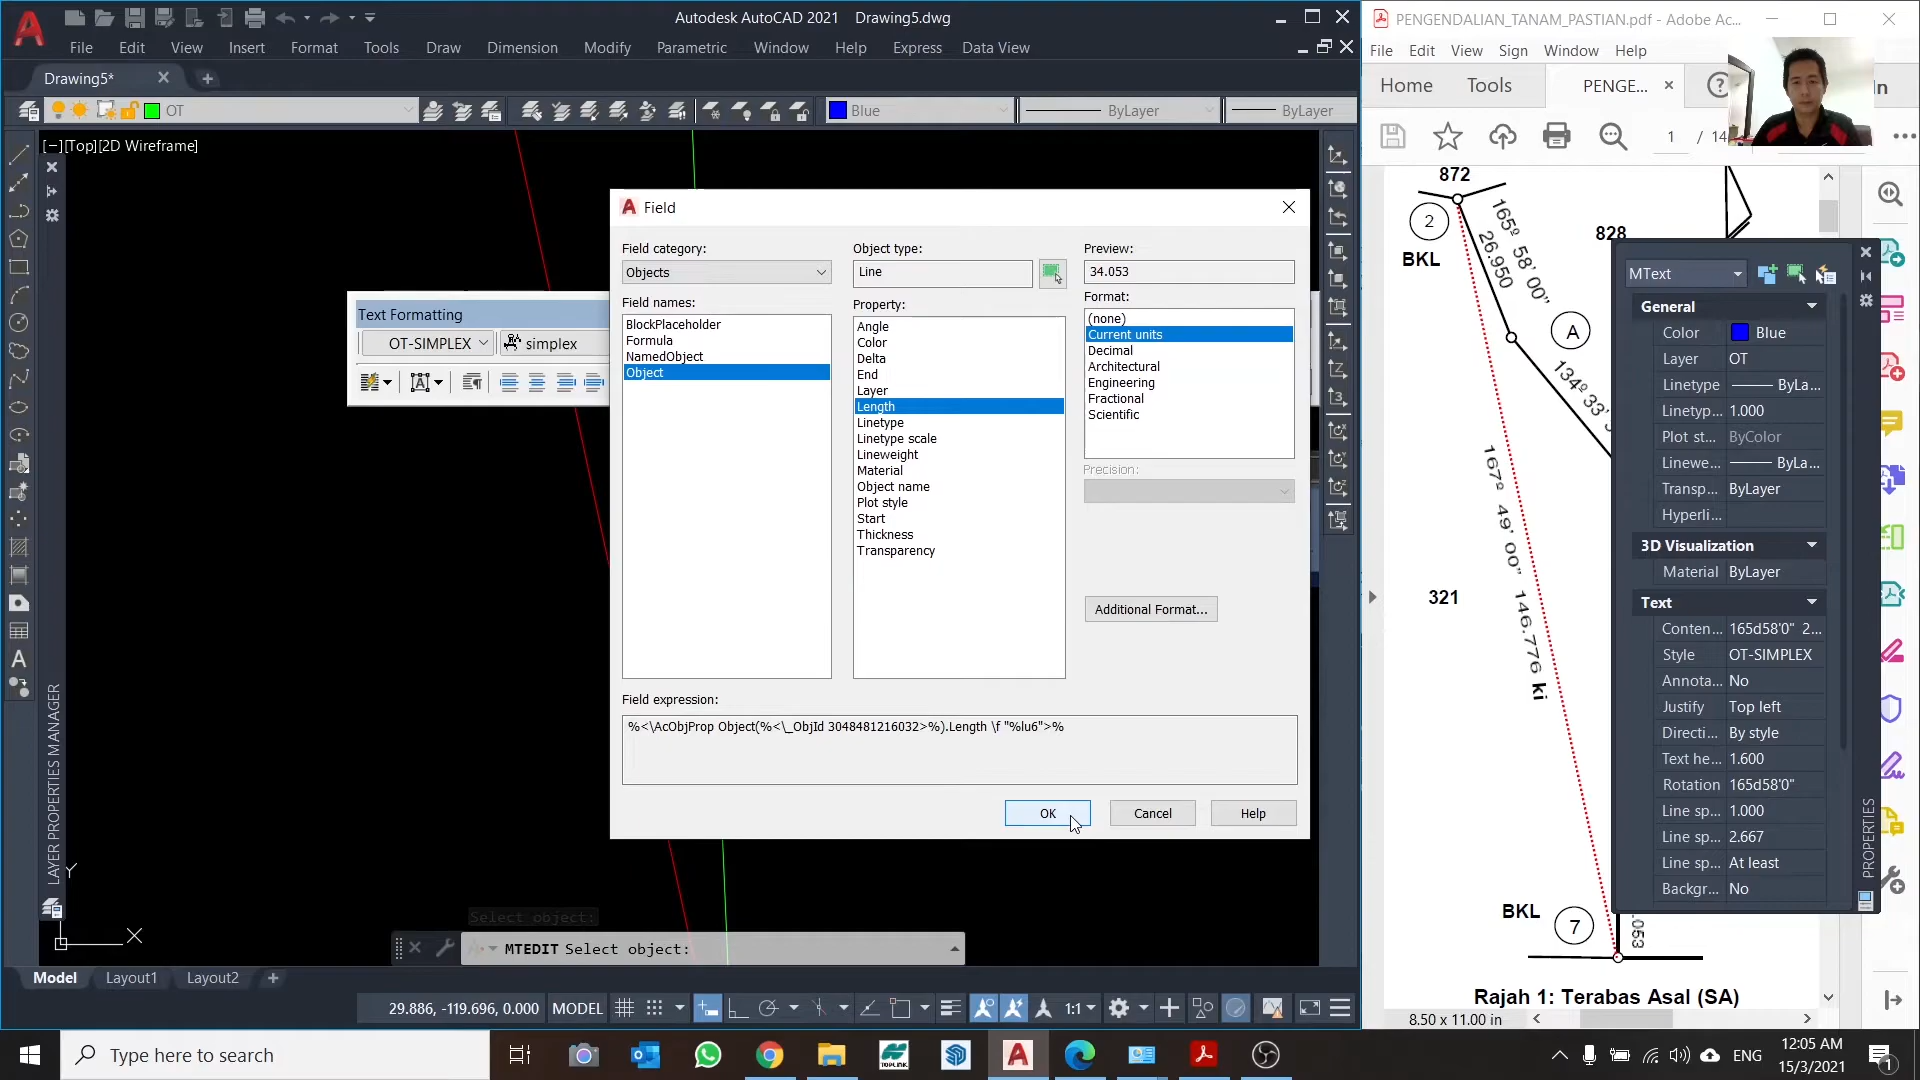 Autodesk AutoCAD 2021 Drawing5.dwg
File Edit View Insert Format Tools Draw Dimension Modify Parametric Window Help Express Data View
Drawing5*
OT
Blue
ByLayer
ByLayer
[−][Top][2D Wireframe]
Text Formatting
OT-SIMPLEX
simplex
LAYER PROPERTIES MANAGER
Field
Field category:
Objects
Field names:
BlockPlaceholder
Formula
NamedObject
Object
Object type:
Line
Property:
Angle
Color
Delta
End
Layer
Length
Linetype
Linetype scale
Lineweight
Material
Object name
Plot style
Start
Thickness
Transparency
Preview:
34.053
Format:
(none)
Current units
Decimal
Architectural
Engineering
Fractional
Scientific
Precision:
Additional Format...
Field expression:
%<\AcObjProp Object(%<\_ObjId 3048481216032>%).Length \f "%lu6">%
OK
Cancel
Help
Y
X
Select object:
MTEDIT Select object:
Model Layout1 Layout2
29.886, -119.696, 0.000 MODEL
1:1
PENGENDALIAN_TANAM_PASTIAN.pdf - Adobe Ac...
File Edit View Sign Window Help
Home Tools PENGE...
In
1 / 14
872
2
BKL
165º 58' 00"
26.950
828
A
134º 33'
167º 49' 00" 146.776 ki
321
BKL
7
.053
Rajah 1: Terabas Asal (SA)
8.50 x 11.00 in
MText
General
Color Blue
Layer OT
Linetype ByLa...
Linetyp... 1.000
Plot st... ByColor
Linewe... ByLa...
Transp... ByLayer
Hyperli...
3D Visualization
Material ByLayer
Text
Conten... 165d58'0" 2...
Style OT-SIMPLEX
Annota... No
Justify Top left
Directi... By style
Text he... 1.600
Rotation 165d58'0"
Line sp... 1.000
Line sp... 2.667
Line sp... At least
Backgr... No
PROPERTIES
Type here to search
TOPLINK
ENG
12:05 AM
15/3/2021
1